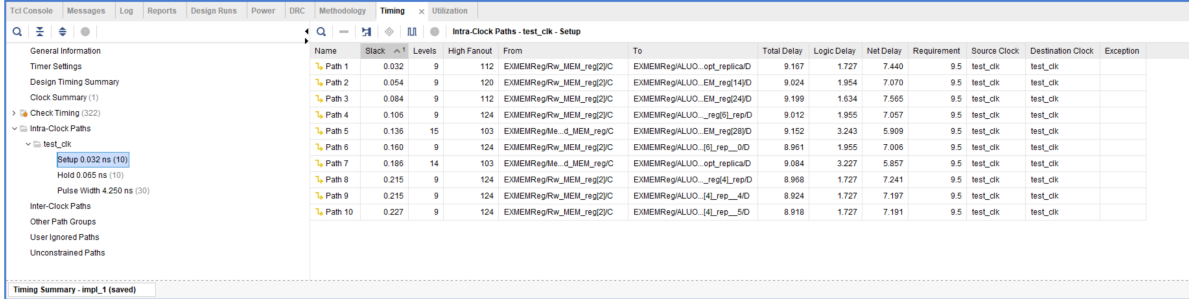 Tcl Console Messages Log Reports Design Runs Power DRC Methodology Timing × Utilization
Intra-Clock Paths - test_clk - Setup
General Information
Timer Settings
Design Timing Summary
Clock Summary (1)
Check Timing (322)
Intra-Clock Paths
test_clk
Setup 0.032 ns (10)
Hold 0.065 ns (10)
Pulse Width 4.250 ns (30)
Inter-Clock Paths
Other Path Groups
User Ignored Paths
Unconstrained Paths
Name Slack 1 Levels High Fanout From To Total Delay Logic Delay Net Delay Requirement Source Clock Destination Clock Exception
Path 1 0.032 9 112 EXMEMReg/Rw_MEM_reg[2]/C EXMEMReg/ALUO...opt_replica/D 9.167 1.727 7.440 9.5 test_clk test_clk
Path 2 0.054 9 120 EXMEMReg/Rw_MEM_reg[2]/C EXMEMReg/ALUO...EM_reg[14]/D 9.024 1.954 7.070 9.5 test_clk test_clk
Path 3 0.084 9 112 EXMEMReg/Rw_MEM_reg[2]/C EXMEMReg/ALUO...EM_reg[24]/D 9.199 1.634 7.565 9.5 test_clk test_clk
Path 4 0.106 9 124 EXMEMReg/Rw_MEM_reg[2]/C EXMEMReg/ALUO..._reg[6]_rep/D 9.012 1.955 7.057 9.5 test_clk test_clk
Path 5 0.136 15 103 EXMEMReg/Me...d_MEM_reg/C EXMEMReg/ALUO...EM_reg[28]/D 9.152 3.243 5.909 9.5 test_clk test_clk
Path 6 0.160 9 124 EXMEMReg/Rw_MEM_reg[2]/C EXMEMReg/ALUO...[6]_rep__0/D 8.961 1.955 7.006 9.5 test_clk test_clk
Path 7 0.186 14 103 EXMEMReg/Me...d_MEM_reg/C EXMEMReg/ALUO...opt_replica/D 9.084 3.227 5.857 9.5 test_clk test_clk
Path 8 0.215 9 124 EXMEMReg/Rw_MEM_reg[2]/C EXMEMReg/ALUO..._reg[4]_rep/D 8.968 1.727 7.241 9.5 test_clk test_clk
Path 9 0.215 9 124 EXMEMReg/Rw_MEM_reg[2]/C EXMEMReg/ALUO...[4]_rep__4/D 8.924 1.727 7.197 9.5 test_clk test_clk
Path 10 0.227 9 124 EXMEMReg/Rw_MEM_reg[2]/C EXMEMReg/ALUO...[4]_rep__5/D 8.918 1.727 7.191 9.5 test_clk test_clk
Timing Summary - impl_1 (saved)